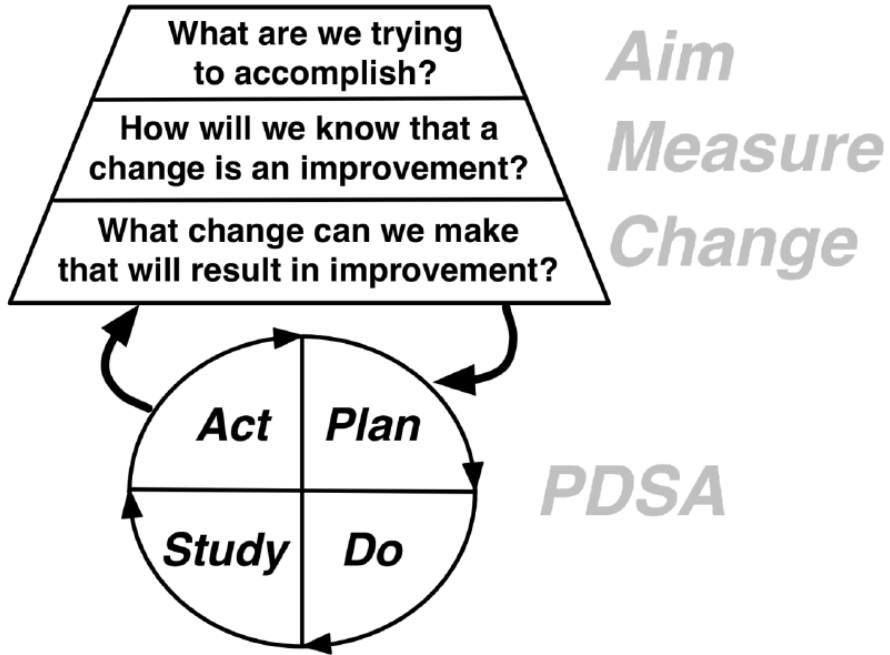 What are we trying
to accomplish?
Aim
How will we know that a
change is an improvement?
Measure
What change can we make
that will result in improvement?
Change
Act
Plan
Study
Do
PDSA